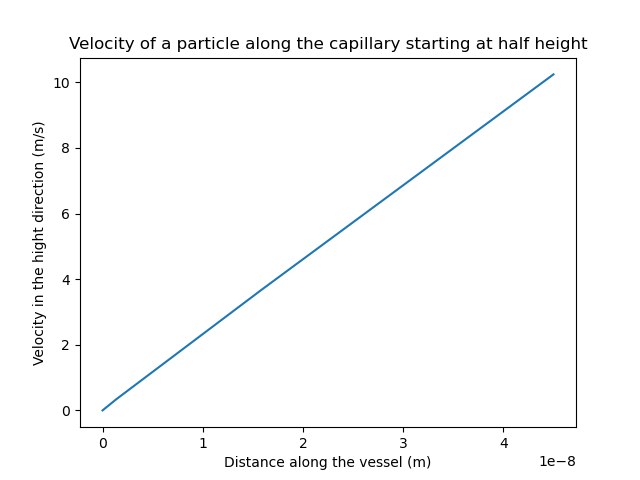 Velocity of a particle along the capillary starting at half height
Velocity in the hight direction (m/s)
10
8
6
4
2
0
0 1 2 3 4
1e−8
Distance along the vessel (m)